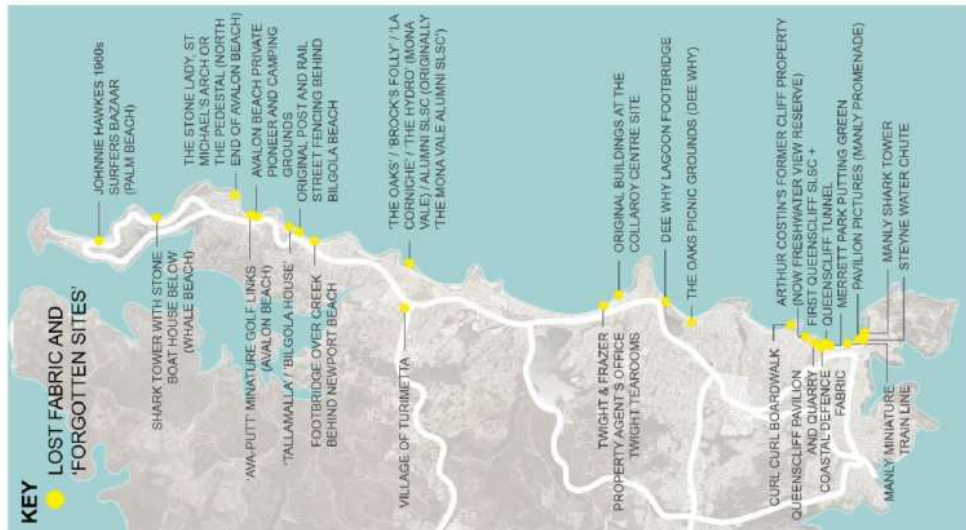 KEY
LOST FABRIC AND
'FORGOTTEN SITES'
JOHNNIE HAWKES 1960s
SURFERS BAZAAR
(PALM BEACH)
SHARK TOWER WITH STONE
BOAT HOUSE BELOW
(WHALE BEACH)
THE STONE LADY, ST
MICHAEL'S ARCH OR
THE PEDESTAL (NORTH
END OF AVALON BEACH)
'AVA-PUTT' MINATURE GOLF LINKS
(AVALON BEACH)
AVALON BEACH PRIVATE
PIONEER AND CAMPING
GROUNDS
'TALLAMALLA' / 'BILGOLA HOUSE'
ORIGINAL POST AND RAIL
STREET FENCING BEHIND
BILGOLA BEACH
FOOTBRIDGE OVER CREEK
BEHIND NEWPORT BEACH
'THE OAKS' / 'BROCK'S FOLLY' / 'LA
CORNICHE' / 'THE HYDRO' (MONA
VALE) / ALUMNI SLSC (ORIGINALLY
'THE MONA VALE ALUMNI SLSC')
VILLAGE OF TURIMETTA
TWIGHT & FRAZER
PROPERTY AGENT'S OFFICE
TWIGHT TEAROOMS
ORIGINAL BUILDINGS AT THE
COLLAROY CENTRE SITE
DEE WHY LAGOON FOOTBRIDGE
THE OAKS PICNIC GROUNDS (DEE WHY)
CURL CURL BOARDWALK
ARTHUR COSTIN'S FORMER CLIFF PROPERTY
(NOW FRESHWATER VIEW RESERVE)
QUEENSCLIFF PAVILION
AND QUARRY
FIRST QUEENSCLIFF SLSC +
QUEENSCLIFF TUNNEL
COASTAL DEFENCE
FABRIC
MERRETT PARK PUTTING GREEN
PAVILION PICTURES (MANLY PROMENADE)
MANLY MINIATURE
TRAIN LINE
MANLY SHARK TOWER
STEYNE WATER CHUTE